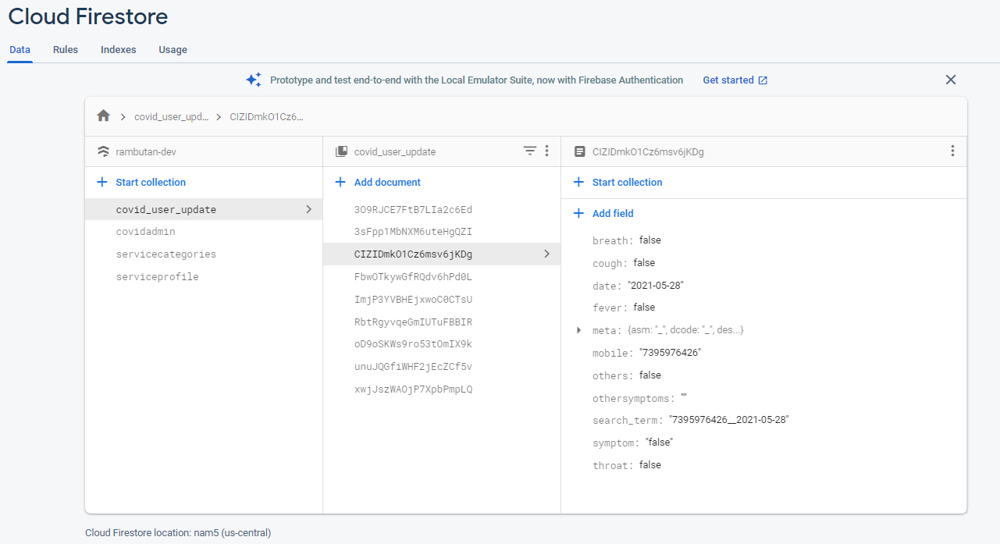 Cloud Firestore
Data Rules Indexes Usage
Prototype and test end-to-end with the Local Emulator Suite, now with Firebase Authentication Get started
covid_user_upd... CIZIDmkO1Cz6...
rambutan-dev
Start collection
covid_user_update
covidadmin
servicecategories
serviceprofile
covid_user_update
Add document
3O9RJCE7FtB7LIa2c6Ed
3sFpp1MbNXM6uteHgQZI
CIZIDmkO1Cz6msv6jKDg
FbwOTkywGfRQdv6hPd0L
ImjP3YVBHEjxwoC0CTsU
RbtRgyvqeGmIUTuFBBIR
oD9oSKWs9ro53tOmIX9k
unuJQGfiWHF2jEcZCf5v
xwjJszWAOjP7XpbPmpLQ
CIZIDmkO1Cz6msv6jKDg
Start collection
Add field
breath: false
cough: false
date: "2021-05-28"
fever: false
meta: {asm: "_", dcode: "_", des...}
mobile: "7395976426"
others: false
othersymptoms: ""
search_term: "7395976426__2021-05-28"
symptom: "false"
throat: false
Cloud Firestore location: nam5 (us-central)